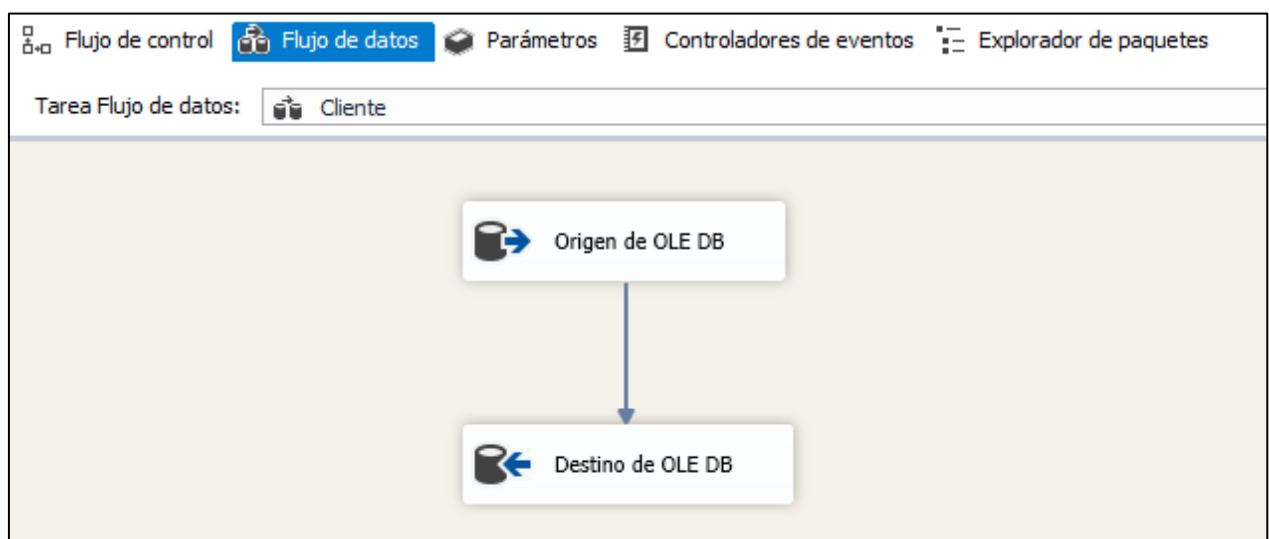 Flujo de control Flujo de datos Parámetros Controladores de eventos Explorador de paquetes
Tarea Flujo de datos: Cliente
Origen de OLE DB
Destino de OLE DB